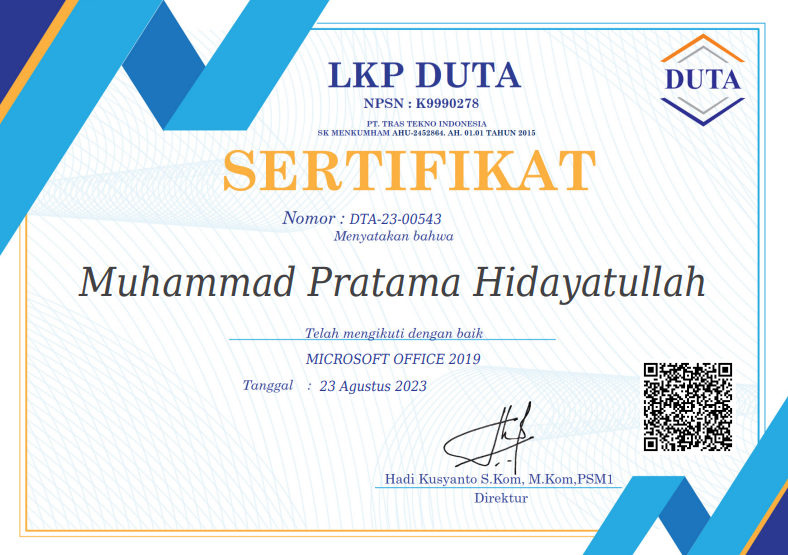 LKP DUTA
NPSN : K9990278
PT. TRAS TEKNO INDONESIA
SK MENKUMHAM AHU-2452864. AH. 01.01 TAHUN 2015
DUTA
SERTIFIKAT
Nomor : DTA-23-00543
Menyatakan bahwa
Muhammad Pratama Hidayatullah
Telah mengikuti dengan baik
MICROSOFT OFFICE 2019
Tanggal : 23 Agustus 2023
Hadi Kusyanto S.Kom, M.Kom,PSM1
Direktur